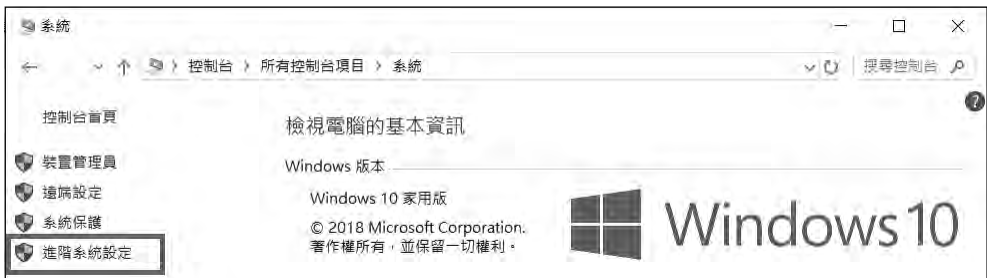 系統
控制台 › 所有控制台項目 › 系統
搜尋控制台
控制台首頁
檢視電腦的基本資訊
裝置管理員
Windows 版本
遠端設定
Windows 10 家用版
系統保護
© 2018 Microsoft Corporation.
著作權所有，並保留一切權利。
進階系統設定
Windows 10